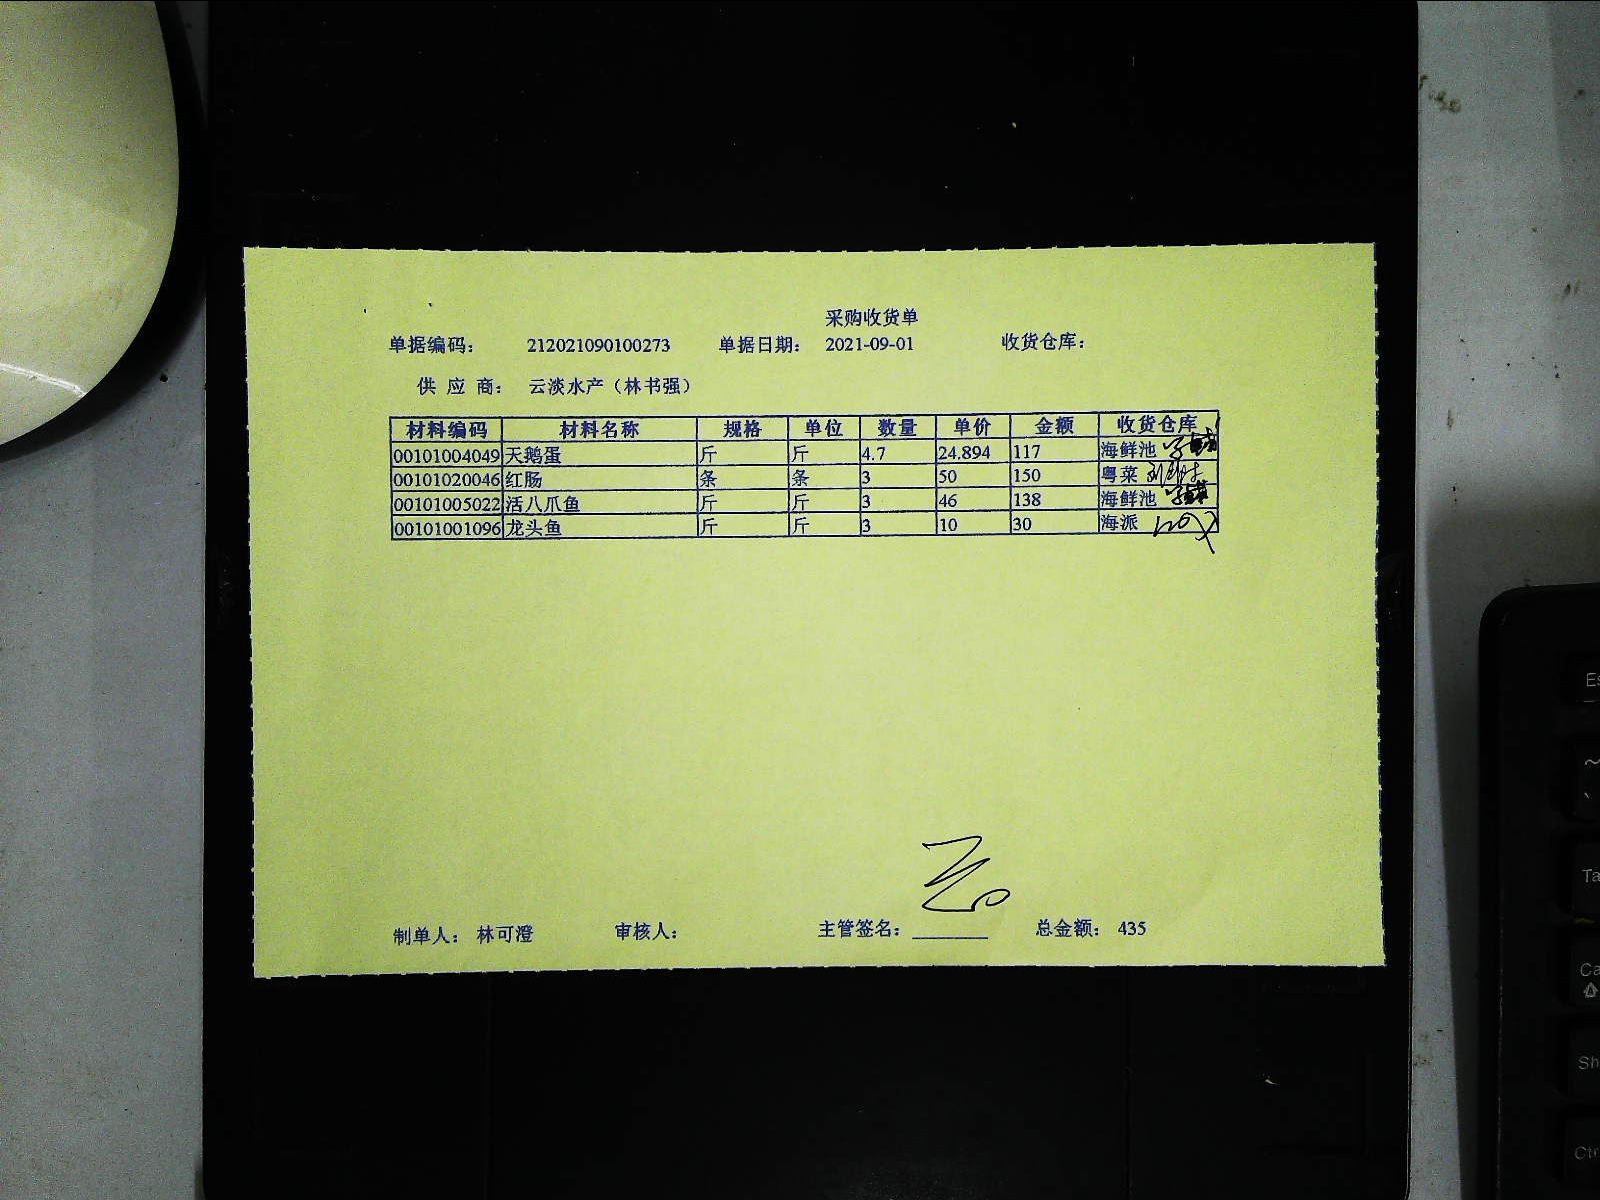 采购收货单
单据编码： 212021090100273 单据日期： 2021-09-01 收货仓库：
供 应 商： 云淡水产（林书强）
材料编码 材料名称 规格 单位 数量 单价 金额 收货仓库
00101004049 天鹅蛋 斤 斤 4.7 24.894 117 海鲜池
00101020046 红肠 条 条 3 50 150 粤菜
00101005022 活八爪鱼 斤 斤 3 46 138 海鲜池
00101001096 龙头鱼 斤 斤 3 10 30 海派
制单人： 林可澄 审核人： 主管签名： 总金额： 435